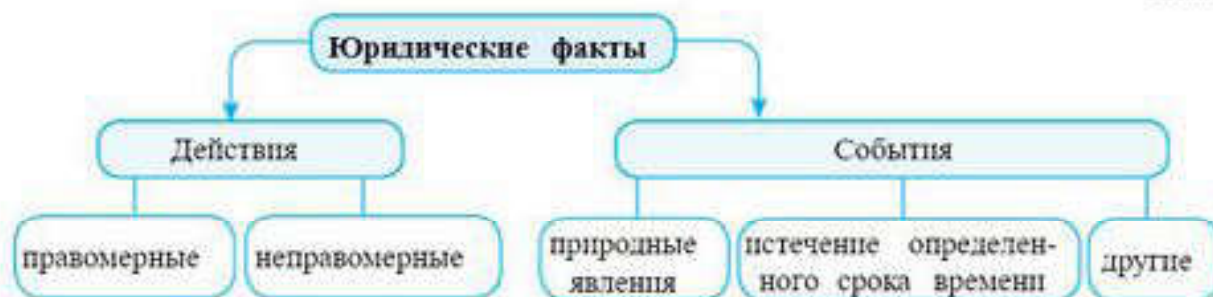 Юридические факты
Действия
События
правомерные
неправомерные
природные
явления
истечение определен-
ного срока времени
другие